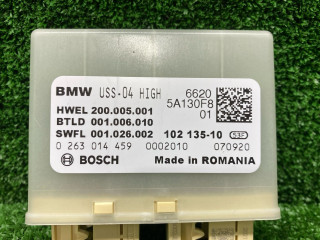 BMW USS-04 HIGH 6620
5A130F8
HWEL 200.005.001 01
BTLD 001.006.010
SWFL 001.026.002 102 135-10
0 263 014 459 0002010 070920
BOSCH Made in ROMANIA